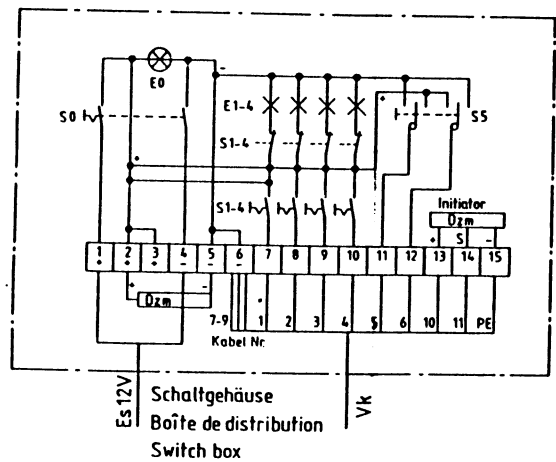 E0
S0
-
E1-4
+
S5
S1-4
+
S1-4
Initiator
Dzm
+ S -
1 2 3 4 5 6 7 8 9 10 11 12 13 14 15
+ + + - -
+ Dzm -
7-9 1 2 3 4 5 6 10 11 PE
Kabel Nr.
Es 12V
Vk
Schaltgehäuse
Boîte de distribution
Switch box